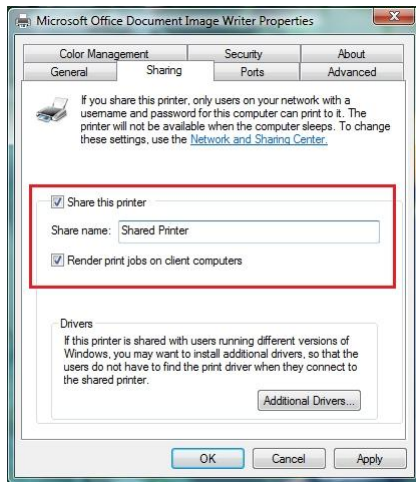 Microsoft Office Document Image Writer Properties
Color Management Security About
General Sharing Ports Advanced
If you share this printer, only users on your network with a
username and password for this computer can print to it. The
printer will not be available when the computer sleeps. To change
these settings, use the Network and Sharing Center.
Share this printer
Share name: Shared Printer
Render print jobs on client computers
Drivers
If this printer is shared with users running different versions of
Windows, you may want to install additional drivers, so that the
users do not have to find the print driver when they connect to
the shared printer.
Additional Drivers...
OK Cancel Apply